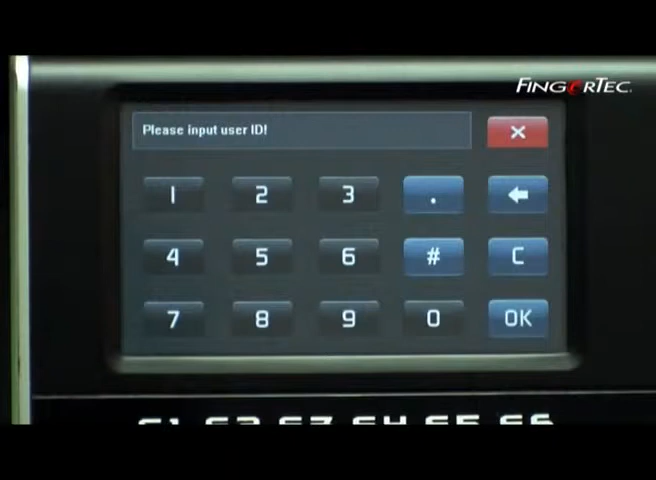 FINGERTEC
Please input user ID!
X
1 2 3 .
4 5 6 # C
7 8 9 0 OK